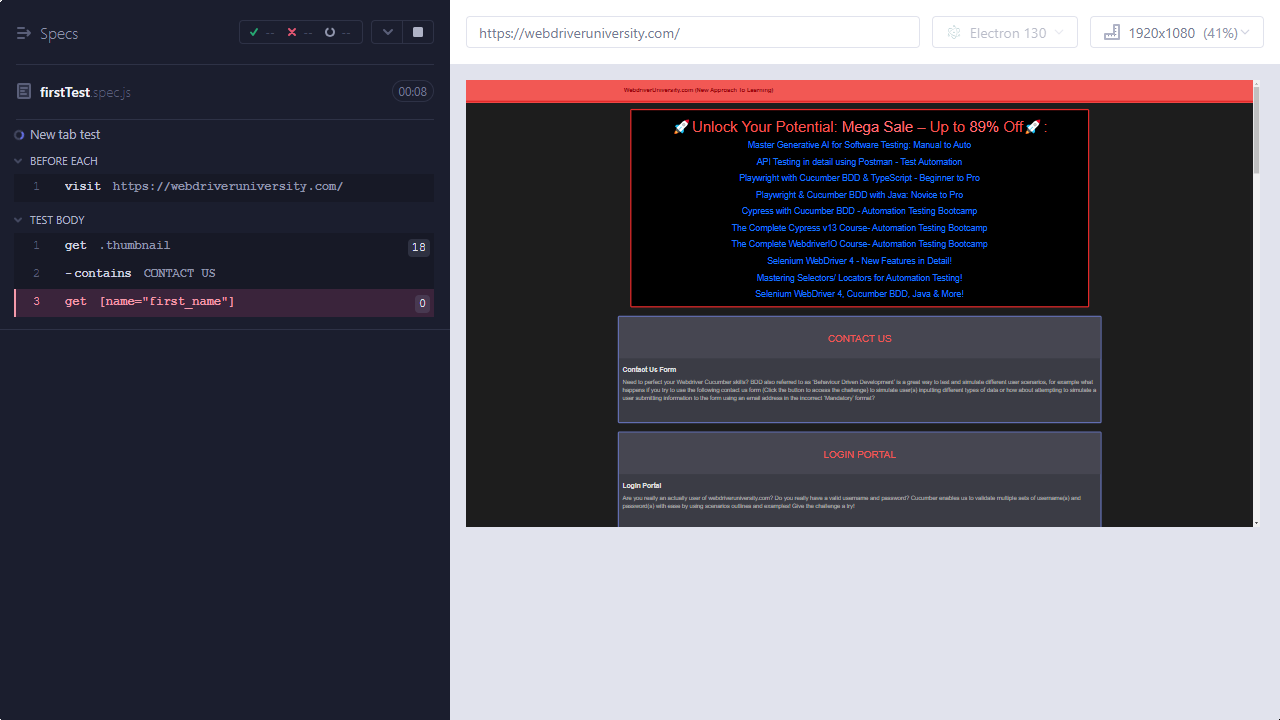 Specs
--
--
--
https://webdriveruniversity.com/
Electron 130
1920x1080 (41%)
firstTest.spec.js
00:08
New tab test
BEFORE EACH
1 visit https://webdriveruniversity.com/
TEST BODY
1 get .thumbnail 18
2 -contains CONTACT US
3 get [name="first_name"] 0
WebdriverUniversity.com (New Approach To Learning)
🚀Unlock Your Potential: Mega Sale – Up to 89% Off🚀 :
Master Generative AI for Software Testing: Manual to Auto
API Testing in detail using Postman - Test Automation
Playwright with Cucumber BDD & TypeScript - Beginner to Pro
Playwright & Cucumber BDD with Java: Novice to Pro
Cypress with Cucumber BDD - Automation Testing Bootcamp
The Complete Cypress v13 Course- Automation Testing Bootcamp
The Complete WebdriverIO Course- Automation Testing Bootcamp
Selenium WebDriver 4 - New Features in Detail!
Mastering Selectors/ Locators for Automation Testing!
Selenium WebDriver 4, Cucumber BDD, Java & More!
CONTACT US
Contact Us Form
Need to perfect your Webdriver Cucumber skills? BDD also referred to as 'Behaviour Driven Development' is a great way to test and simulate different user scenarios, for example what
happens if you try to use the following contact us form (Click the button to access the challenge) to simulate user(s) inputting different types of data or how about attempting to simulate a
user submitting information to the form using an email address in the incorrect 'Mandatory' format?
LOGIN PORTAL
Login Portal
Are you really an actually user of webdriveruniversity.com? Do you really have a valid username and password? Cucumber enables us to validate multiple sets of username(s) and
password(s) with ease by using scenarios outlines and examples! Give the challenge a try!